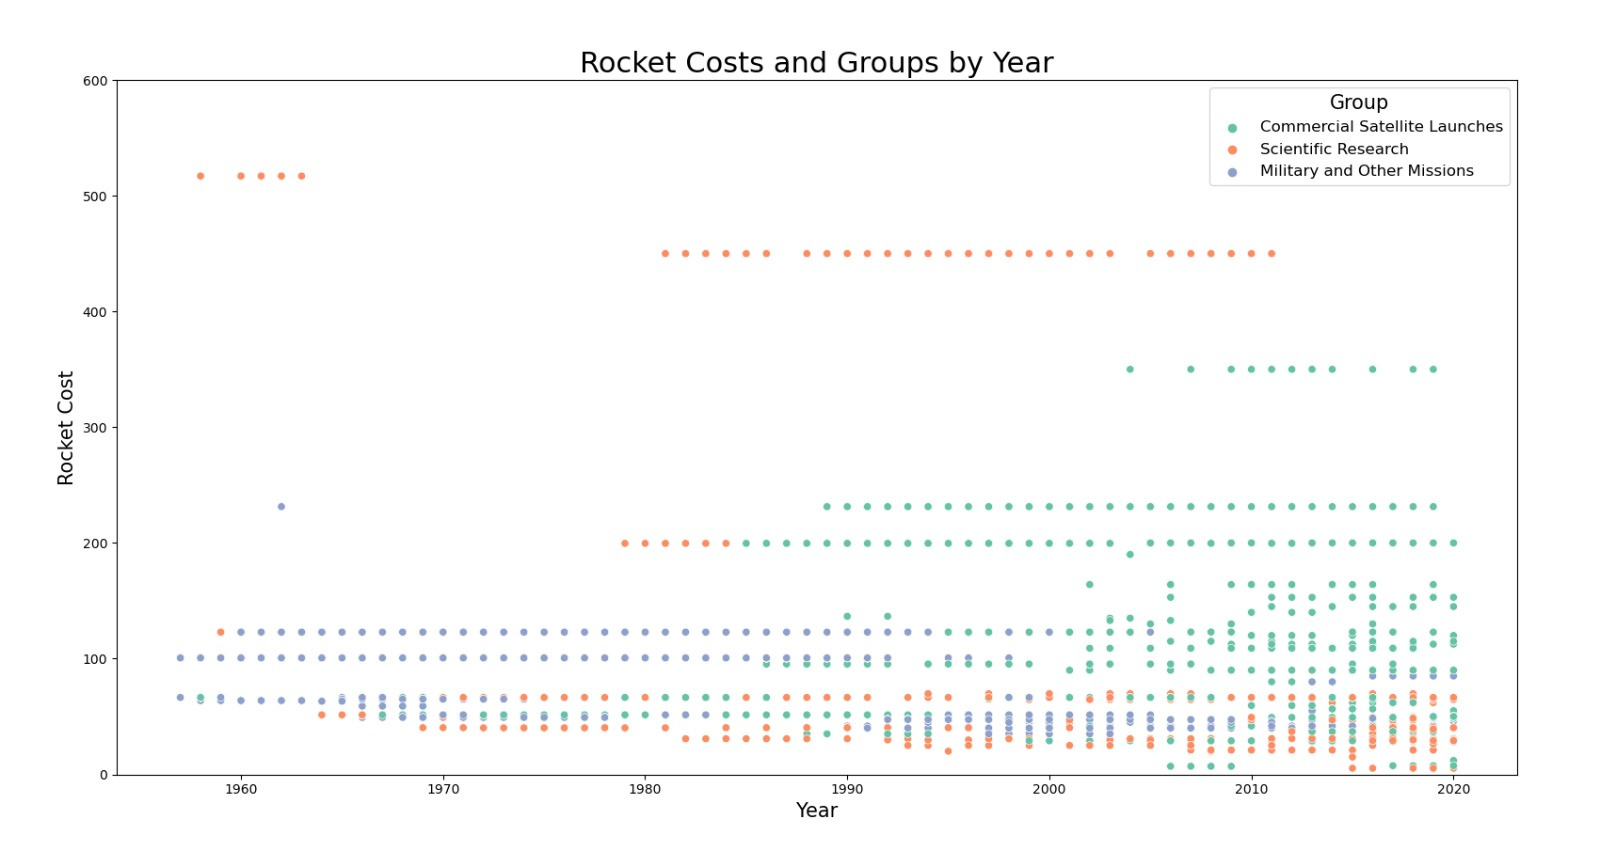 Rocket Costs and Groups by Year
600
500
400
300
200
100
0
Rocket Cost
Group
Commercial Satellite Launches
Scientific Research
Military and Other Missions
1960 1970 1980 1990 2000 2010 2020
Year